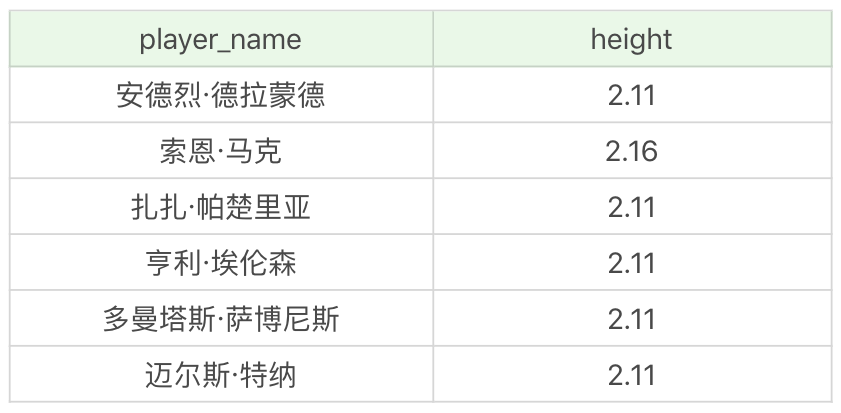 player_name height
安德烈·德拉蒙德 2.11
索恩·马克 2.16
扎扎·帕楚里亚 2.11
亨利·埃伦森 2.11
多曼塔斯·萨博尼斯 2.11
迈尔斯·特纳 2.11